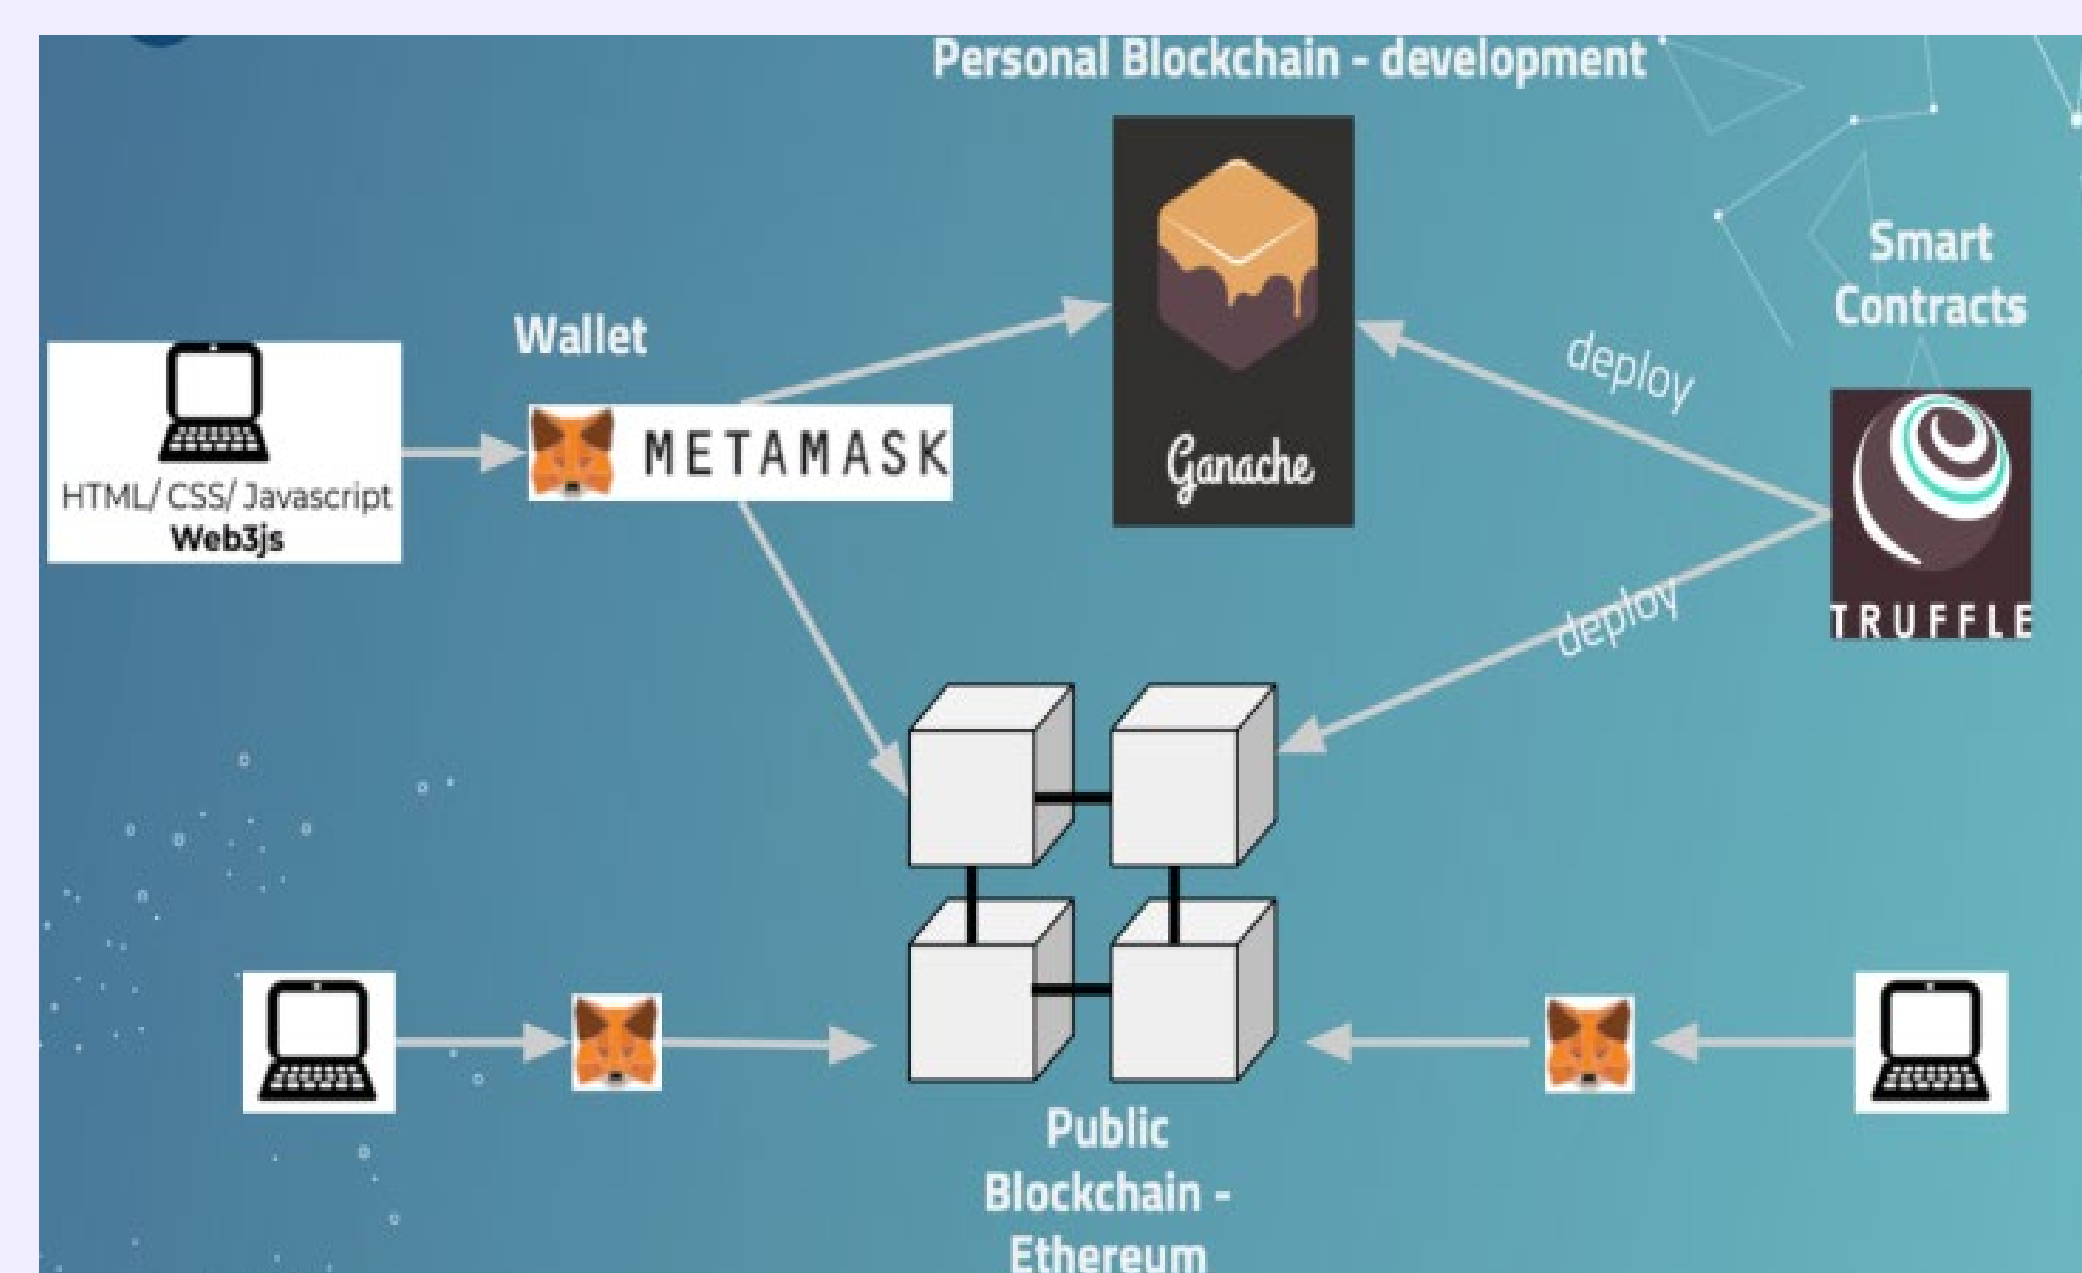 Personal Blockchain - development
Smart
Contracts
Wallet
deploy
METAMASK
HTML/ CSS/ Javascript
Web3js
Ganache
deploy
TRUFFLE
Public
Blockchain -
Ethereum